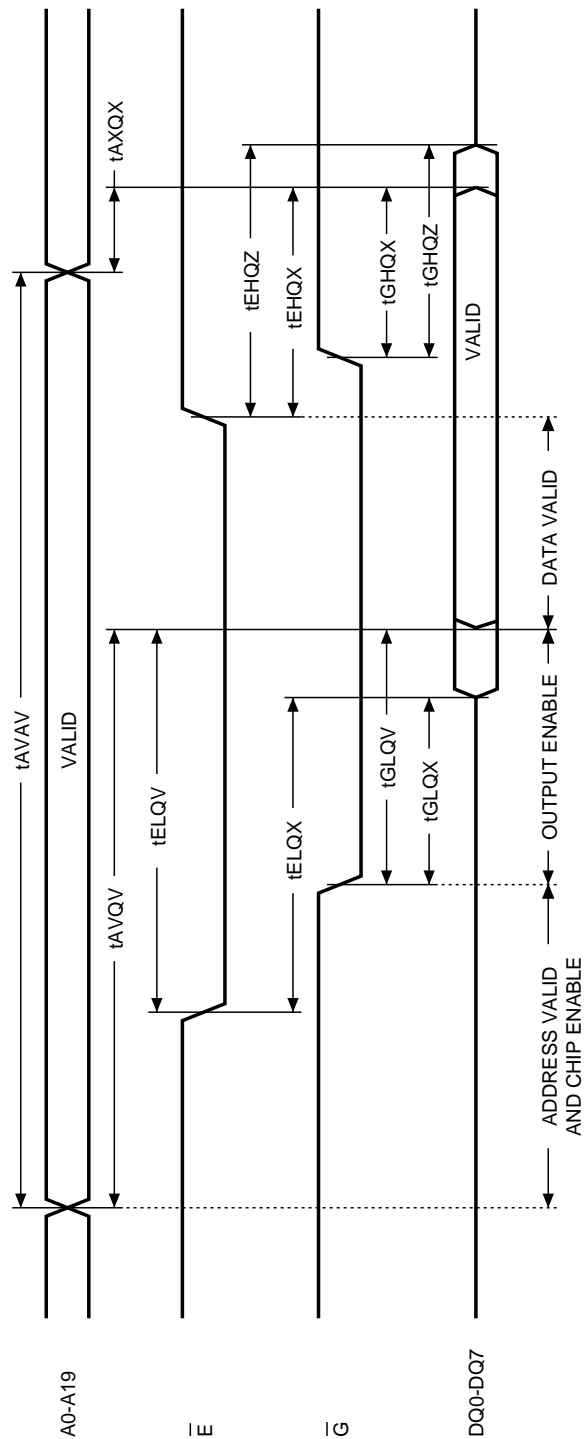 tAVAV
A0-A19
VALID
tAVQV
tAXQX
tELQV
tEHQZ
E
tELQX
tEHQX
tGLQV
tGHQX
G
tGLQX
tGHQZ
DQ0-DQ7
VALID
ADDRESS VALID
AND CHIP ENABLE
OUTPUT ENABLE
DATA VALID